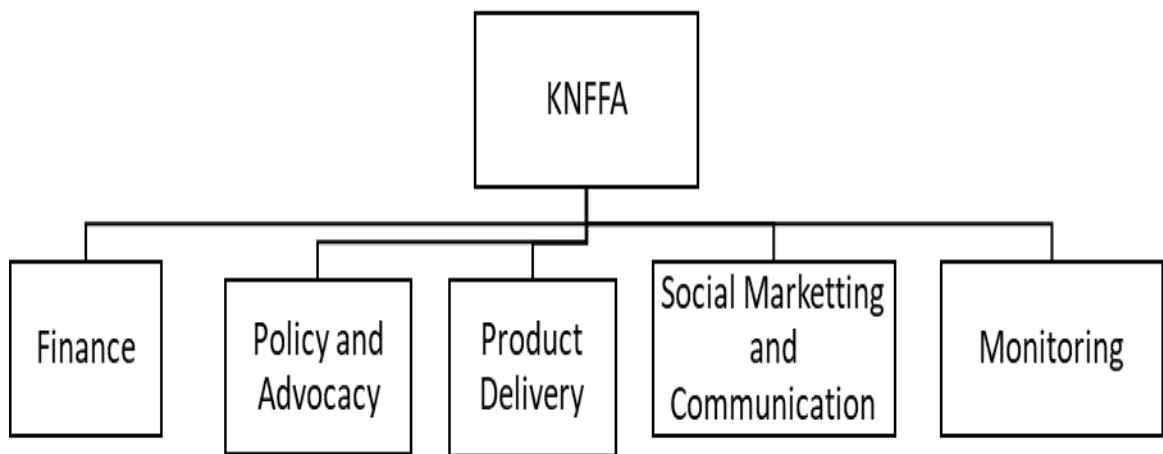 KNFFA
Finance
Policy and
Advocacy
Product
Delivery
Social Marketting
and
Communication
Monitoring